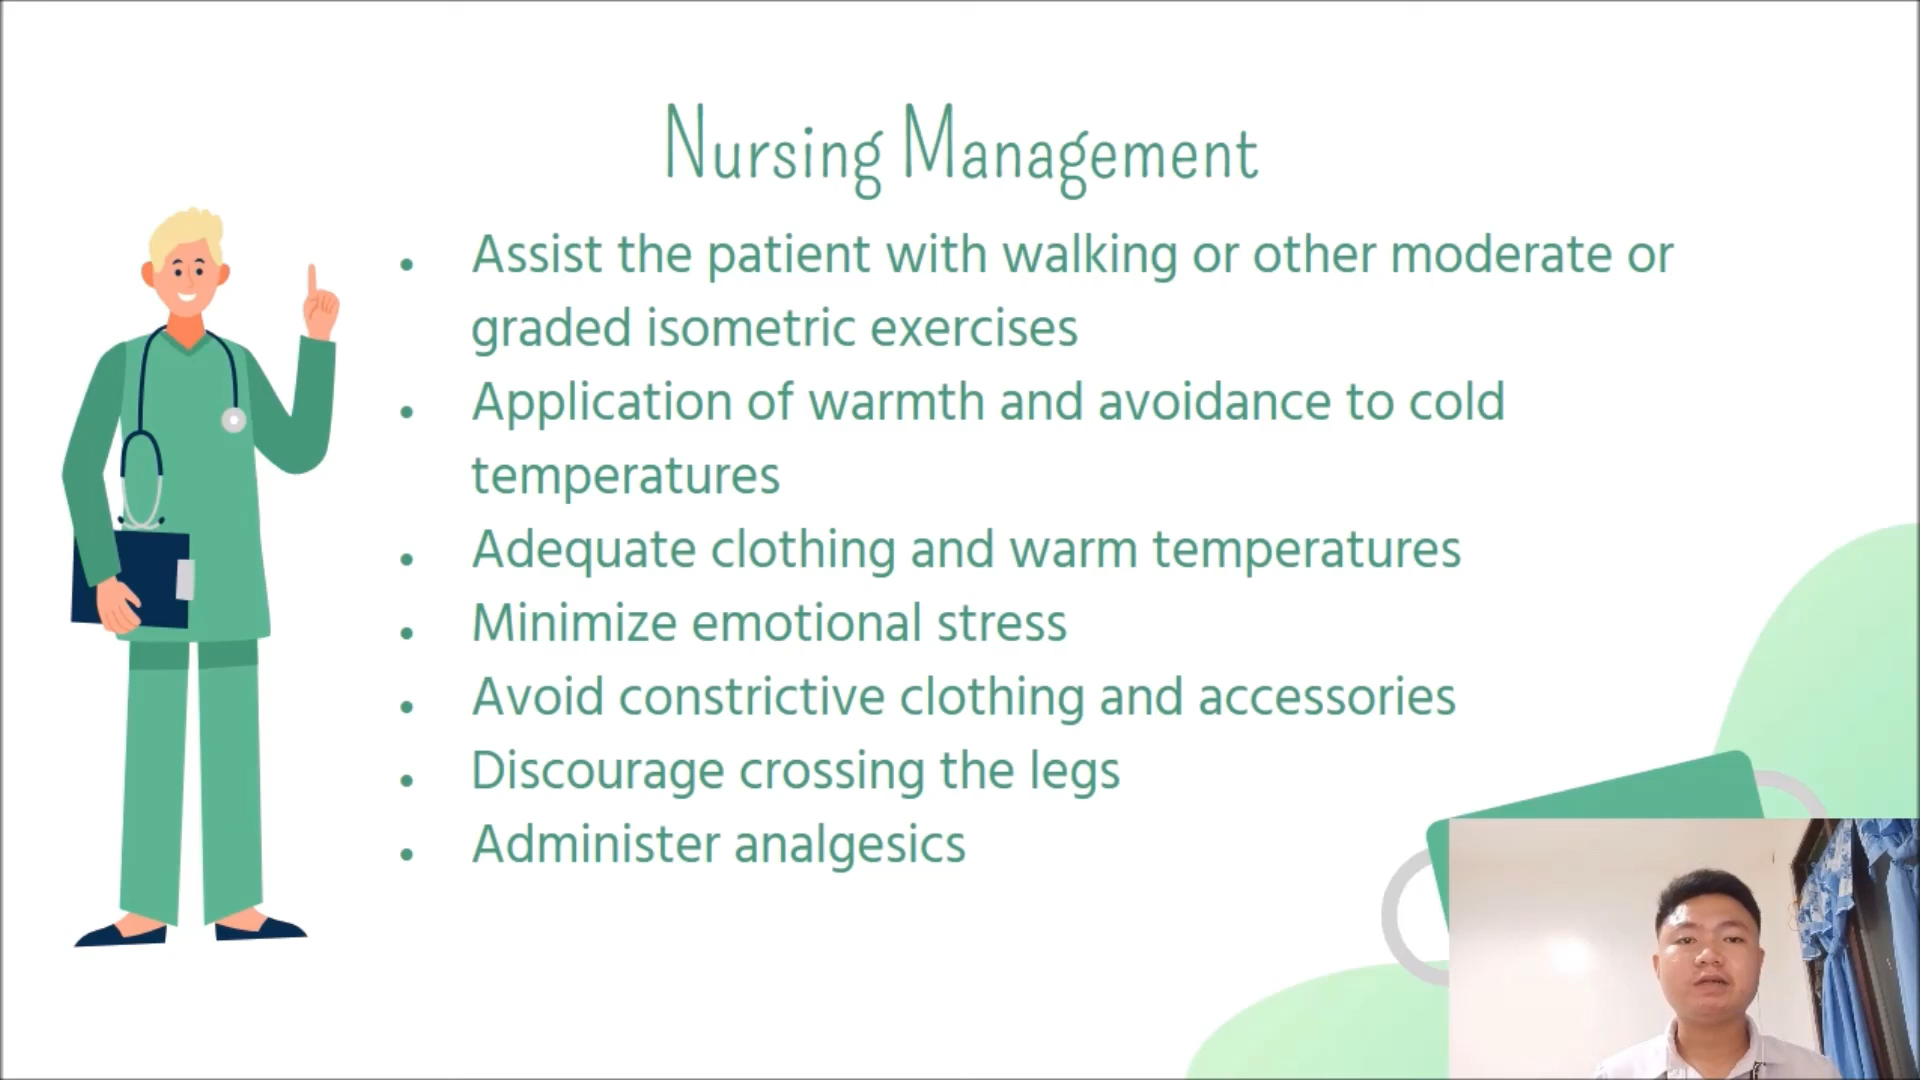 Nursing Management
• Assist the patient with walking or other moderate or
graded isometric exercises
• Application of warmth and avoidance to cold
temperatures
• Adequate clothing and warm temperatures
• Minimize emotional stress
• Avoid constrictive clothing and accessories
• Discourage crossing the legs
• Administer analgesics